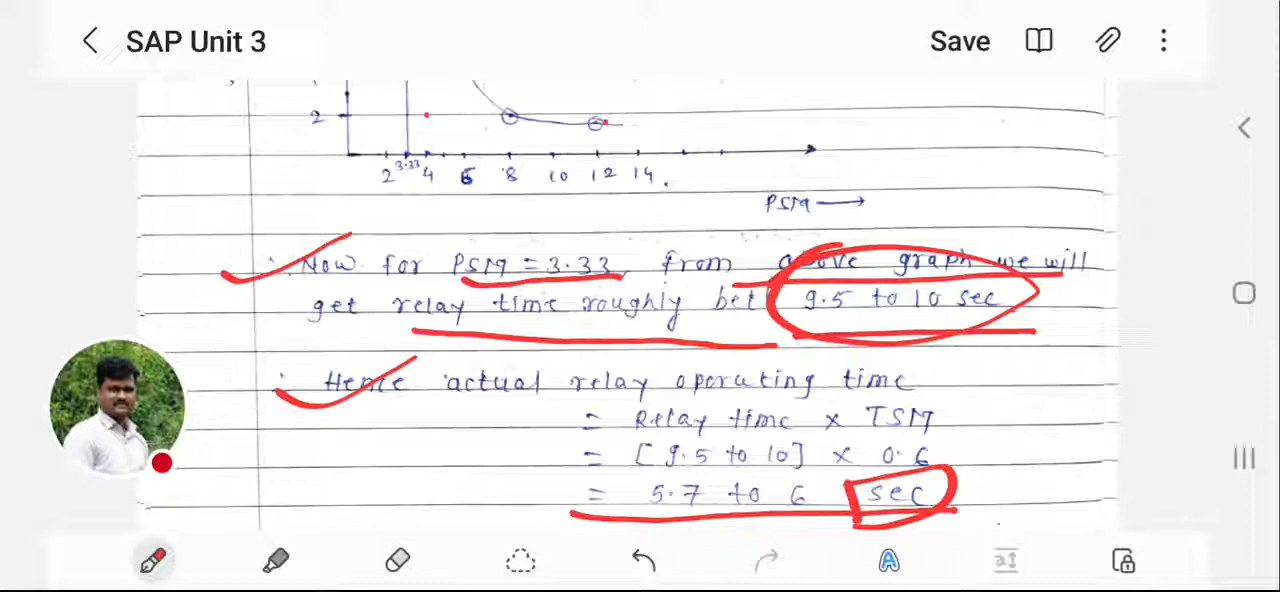 SAP Unit 3
Save
2
2 3.33 4 6 8 10 12 14
PSM
∴ Now for PSM = 3.33, from above graph we will
get relay time roughly bet 9.5 to 10 sec
∴ Hence actual relay operating time
= Relay time x TSM
= [9.5 to 10] x 0.6
= 5.7 to 6 sec